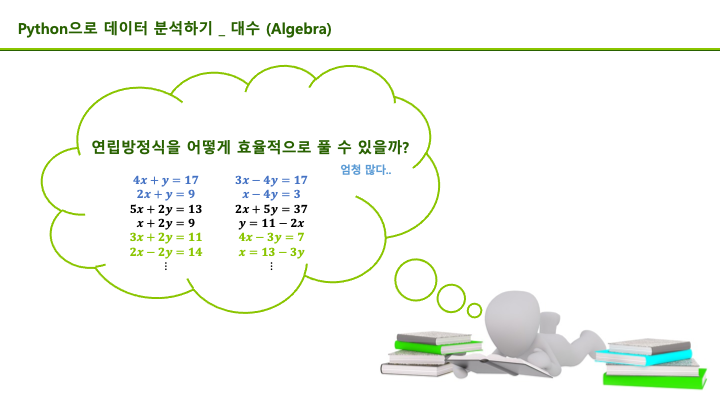 Python으로 데이터 분석하기 _ 대수 (Algebra)
연립방정식을 어떻게 효율적으로 풀 수 있을까?
엄청 많다..
4x + y = 17 3x − 4y = 17
2x + y = 9 x − 4y = 3
5x + 2y = 13 2x + 5y = 37
x + 2y = 9 y = 11 − 2x
3x + 2y = 11 4x − 3y = 7
2x − 2y = 14 x = 13 − 3y
⋮ ⋮